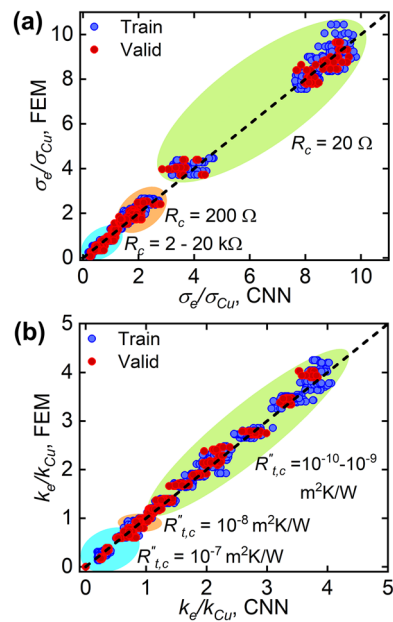 (a)
Train
Valid
10
8
6
4
2
0
σe/σCu, FEM
Rc = 20 Ω
Rc = 200 Ω
Rc = 2 - 20 kΩ
0 2 4 6 8 10
σe/σCu, CNN
(b)
Train
Valid
5
4
3
2
1
0
ke/kCu, FEM
R″t,c =10⁻¹⁰-10⁻⁹
m²K/W
R″t,c = 10⁻⁸ m²K/W
R″t,c = 10⁻⁷ m²K/W
0 1 2 3 4 5
ke/kCu, CNN